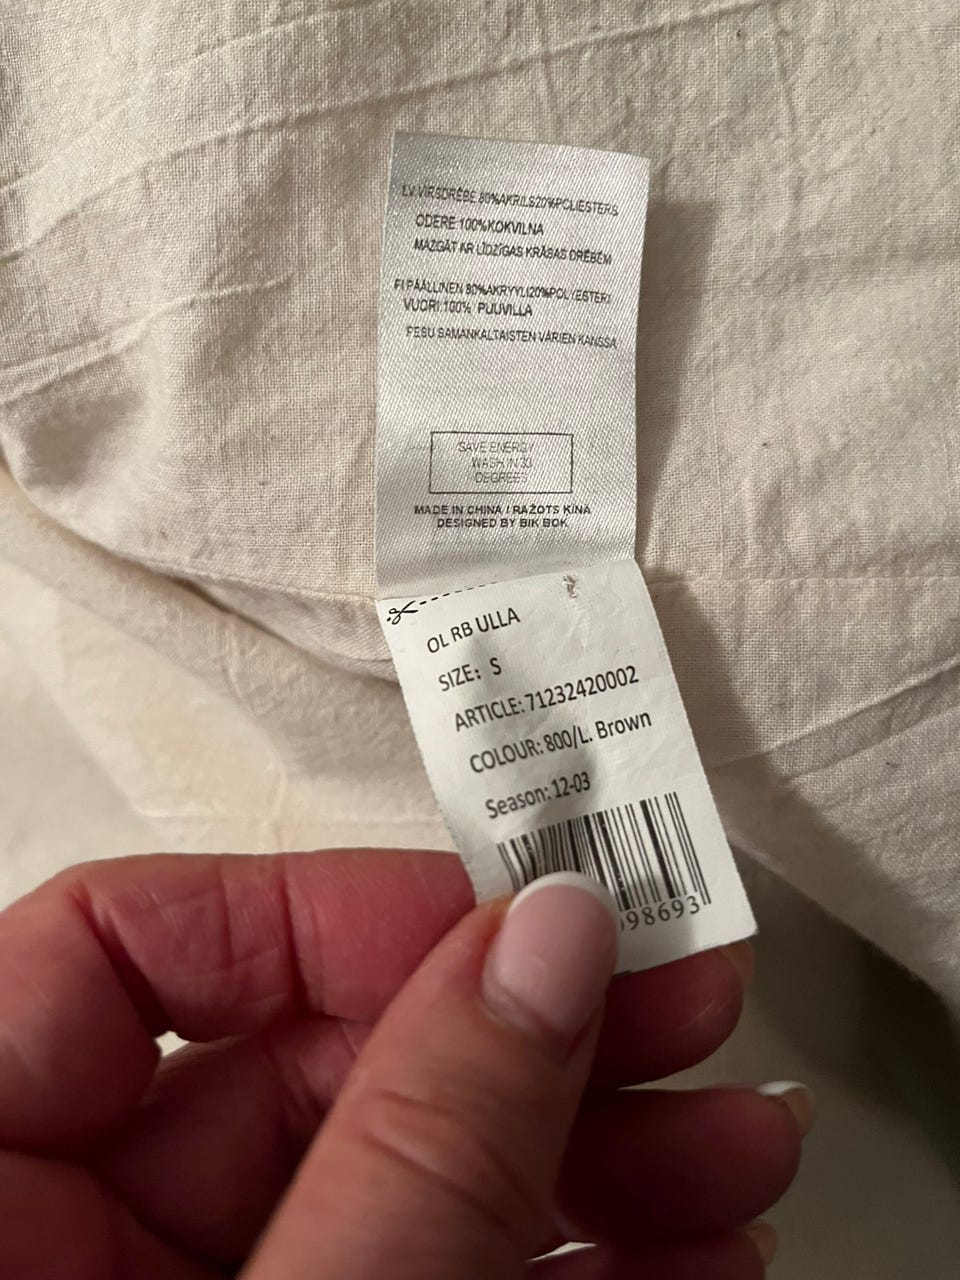 LV.VIRSDRĒBE 80%AKRILS20%POLIESTERS
ODERE:100%KOKVILNA
MAZGĀT AR LĪDZĪGAS KRĀSAS DRĒBĒM
FI PÄÄLLINEN 80%AKRYYLI20%POLYESTERI
VUORI:100% PUUVILLA
PESU SAMANKALTAISTEN VÄRIEN KANSSA
SAVE ENERGY
WASH IN 30
DEGREES
MADE IN CHINA / RAŽOTS ĶĪNĀ
DESIGNED BY BIK BOK
OL RB ULLA
SIZE: S
ARTICLE: 71232420002
COLOUR: 800/L. Brown
Season: 12-03
98693